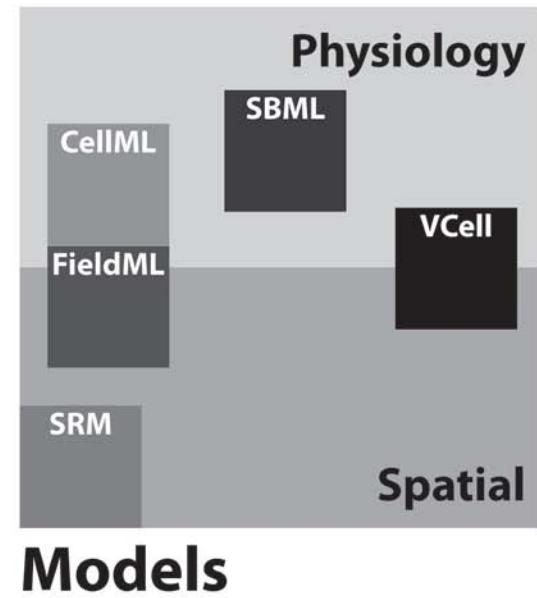 Physiology
SBML
CellML
VCell
FieldML
SRM
Spatial
Models